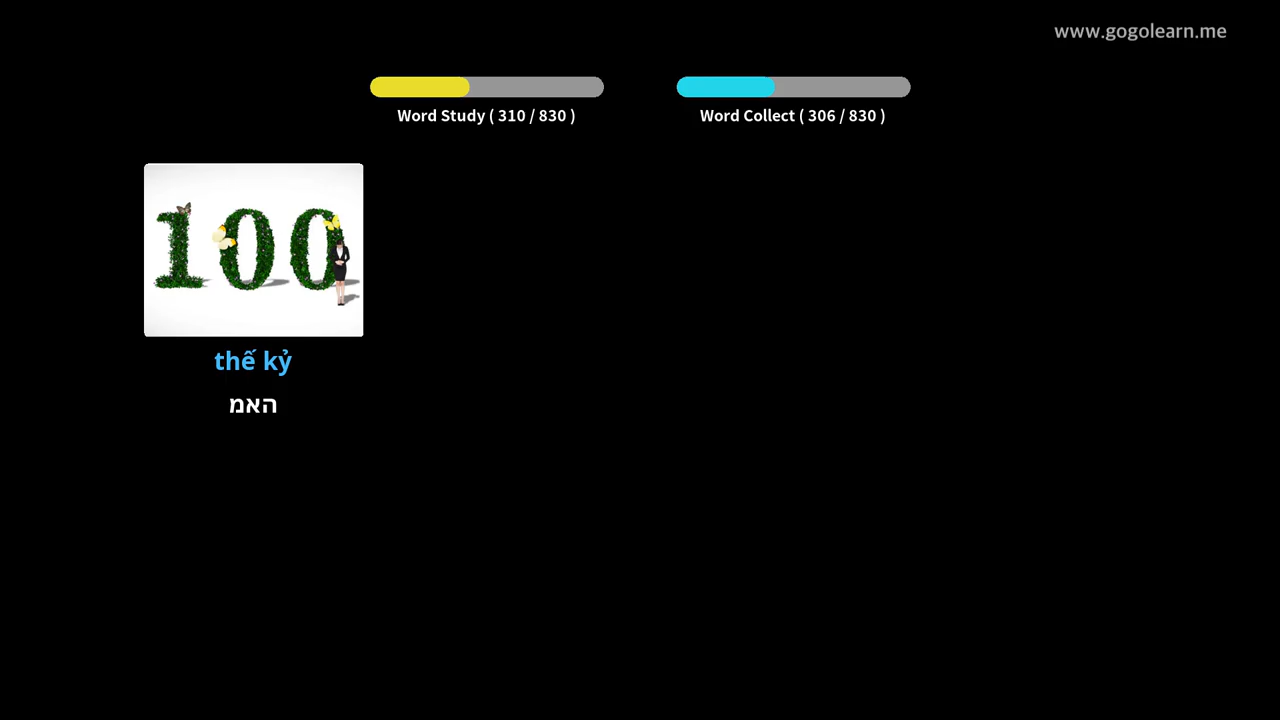 www.gogolearn.me
Word Study ( 310 / 830 )
Word Collect ( 306 / 830 )
100
thế kỷ
האמ